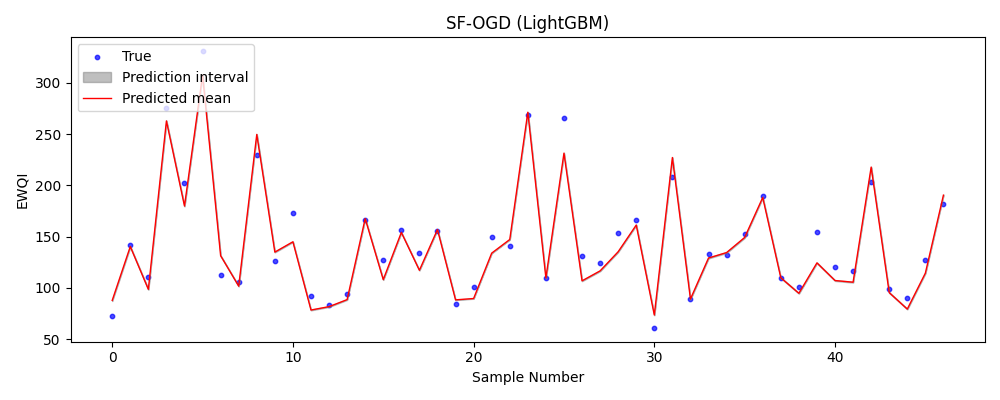 SF-OGD (LightGBM)
True
Prediction interval
Predicted mean
EWQI
300
250
200
150
100
50
0 10 20 30 40
Sample Number